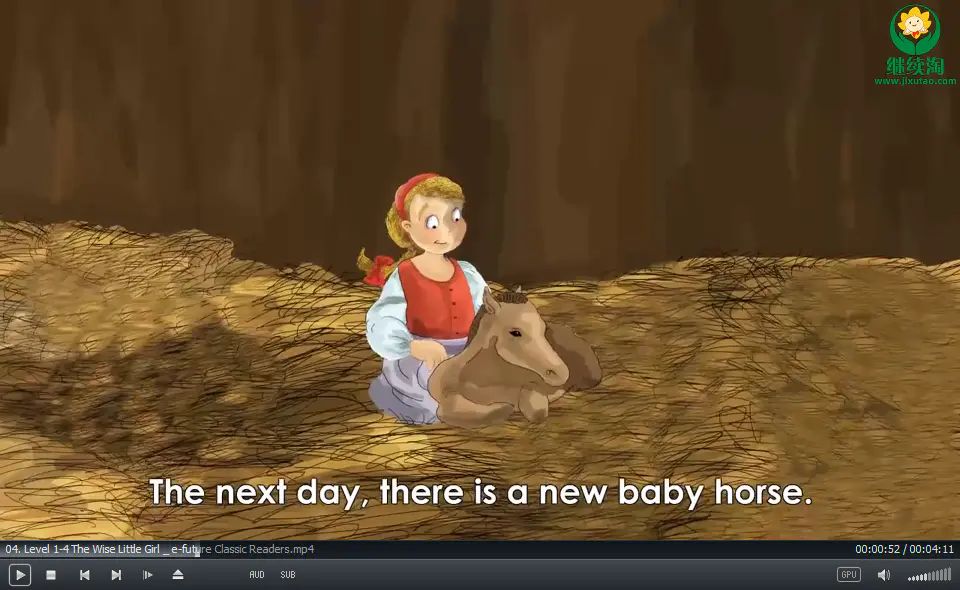 继续淘
www.jixutao.com
The next day, there is a new baby horse.
04. Level 1-4 The Wise Little Girl _ e-future Classic Readers.mp4
00:00:52 / 00:04:11
AUD
SUB
GPU